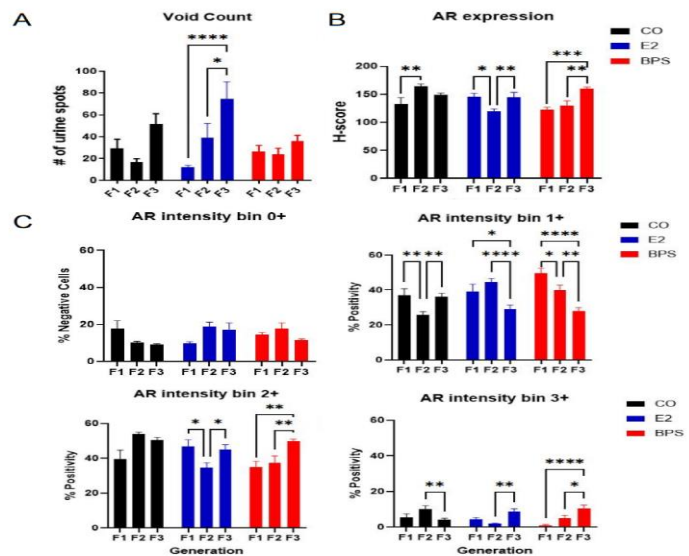 A
Void Count
****
*
# of urine spots
100
80
60
40
20
0
F1 F2 F3 F1 F2 F3 F1 F2 F3
B
AR expression
CO
E2
BPS
** * ** *** **
H-score
250
200
150
100
50
0
F1 F2 F3 F1 F2 F3 F1 F2 F3
C
AR intensity bin 0+
% Negative Cells
60
40
20
0
F1 F2 F3 F1 F2 F3 F1 F2 F3
AR intensity bin 1+
CO
E2
BPS
** ** * **** **** * **
% Positivity
60
40
20
0
F1 F2 F3 F1 F2 F3 F1 F2 F3
AR intensity bin 2+
* * ** **
% Positivity
60
40
20
0
F1 F2 F3 F1 F2 F3 F1 F2 F3
Generation
AR intensity bin 3+
CO
E2
BPS
** ** **** *
% Positivity
60
40
20
0
F1 F2 F3 F1 F2 F3 F1 F2 F3
Generation